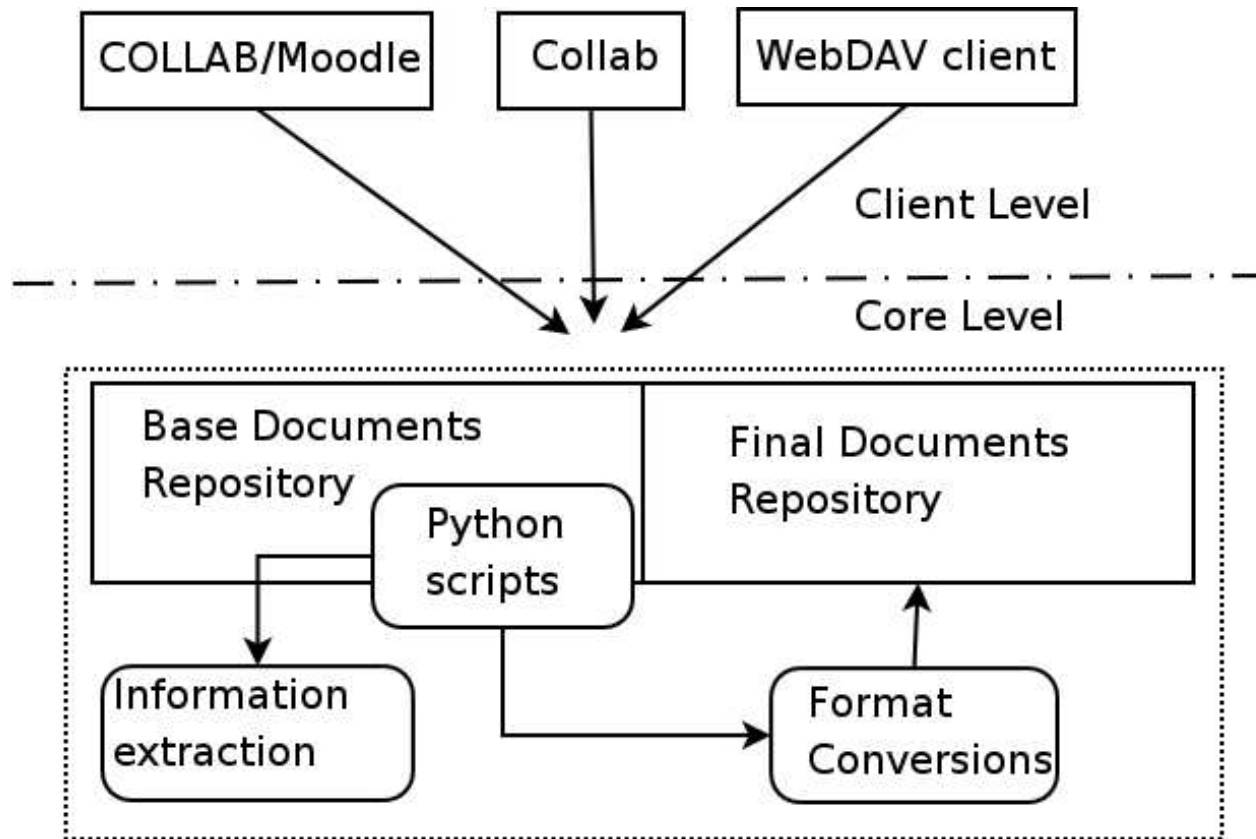 COLLAB/Moodle
Collab
WebDAV client
Client Level
Core Level
Base Documents
Repository
Final Documents
Repository
Python
scripts
Information
extraction
Format
Conversions